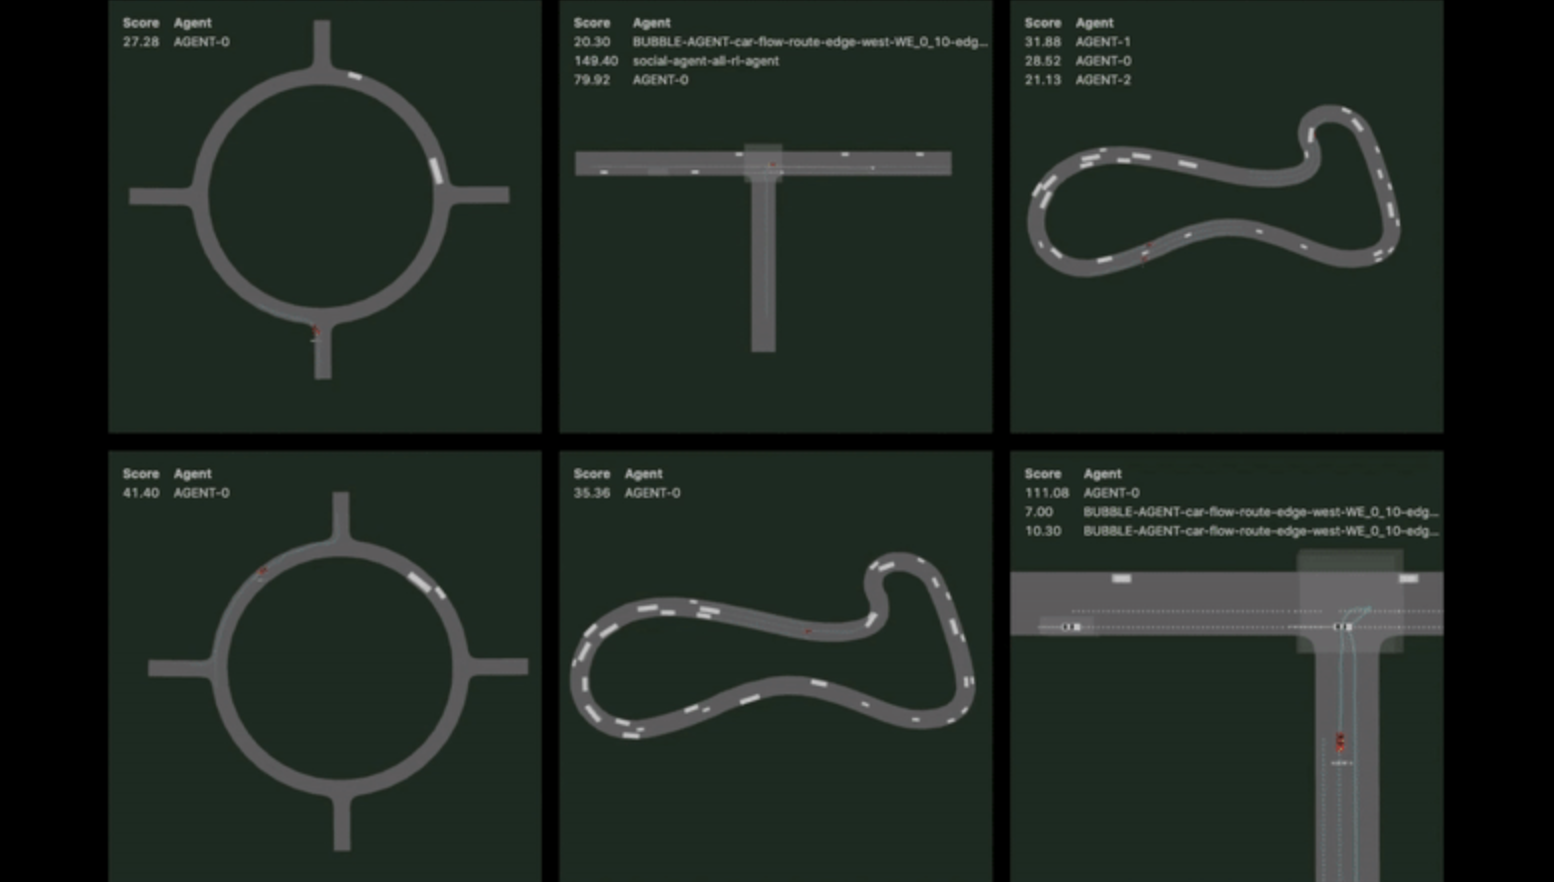 Score Agent
27.28 AGENT-0
Score Agent
20.30 BUBBLE-AGENT-car-flow-route-edge-west-WE_0_10-edg...
149.40 social-agent-all-rl-agent
79.92 AGENT-0
Score Agent
31.88 AGENT-1
28.52 AGENT-0
21.13 AGENT-2
Score Agent
41.40 AGENT-0
Score Agent
35.36 AGENT-0
Score Agent
111.08 AGENT-0
7.00 BUBBLE-AGENT-car-flow-route-edge-west-WE_0_10-edg...
10.30 BUBBLE-AGENT-car-flow-route-edge-west-WE_0_10-edg...